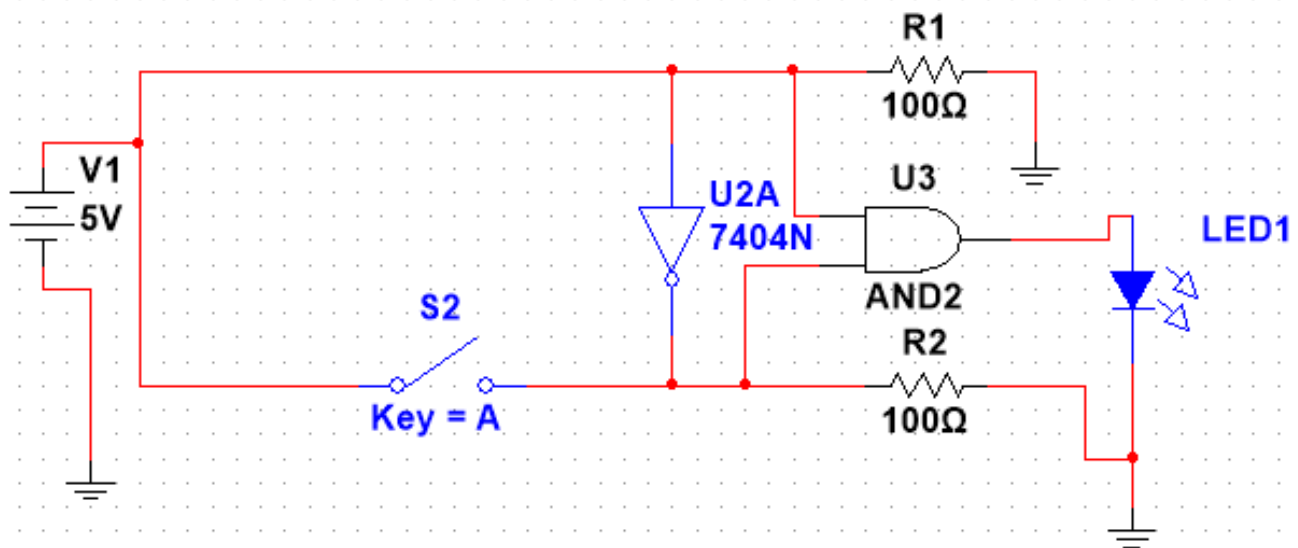 R1
100Ω
V1
5V
U2A
7404N
U3
AND2
LED1
S2
Key = A
R2
100Ω